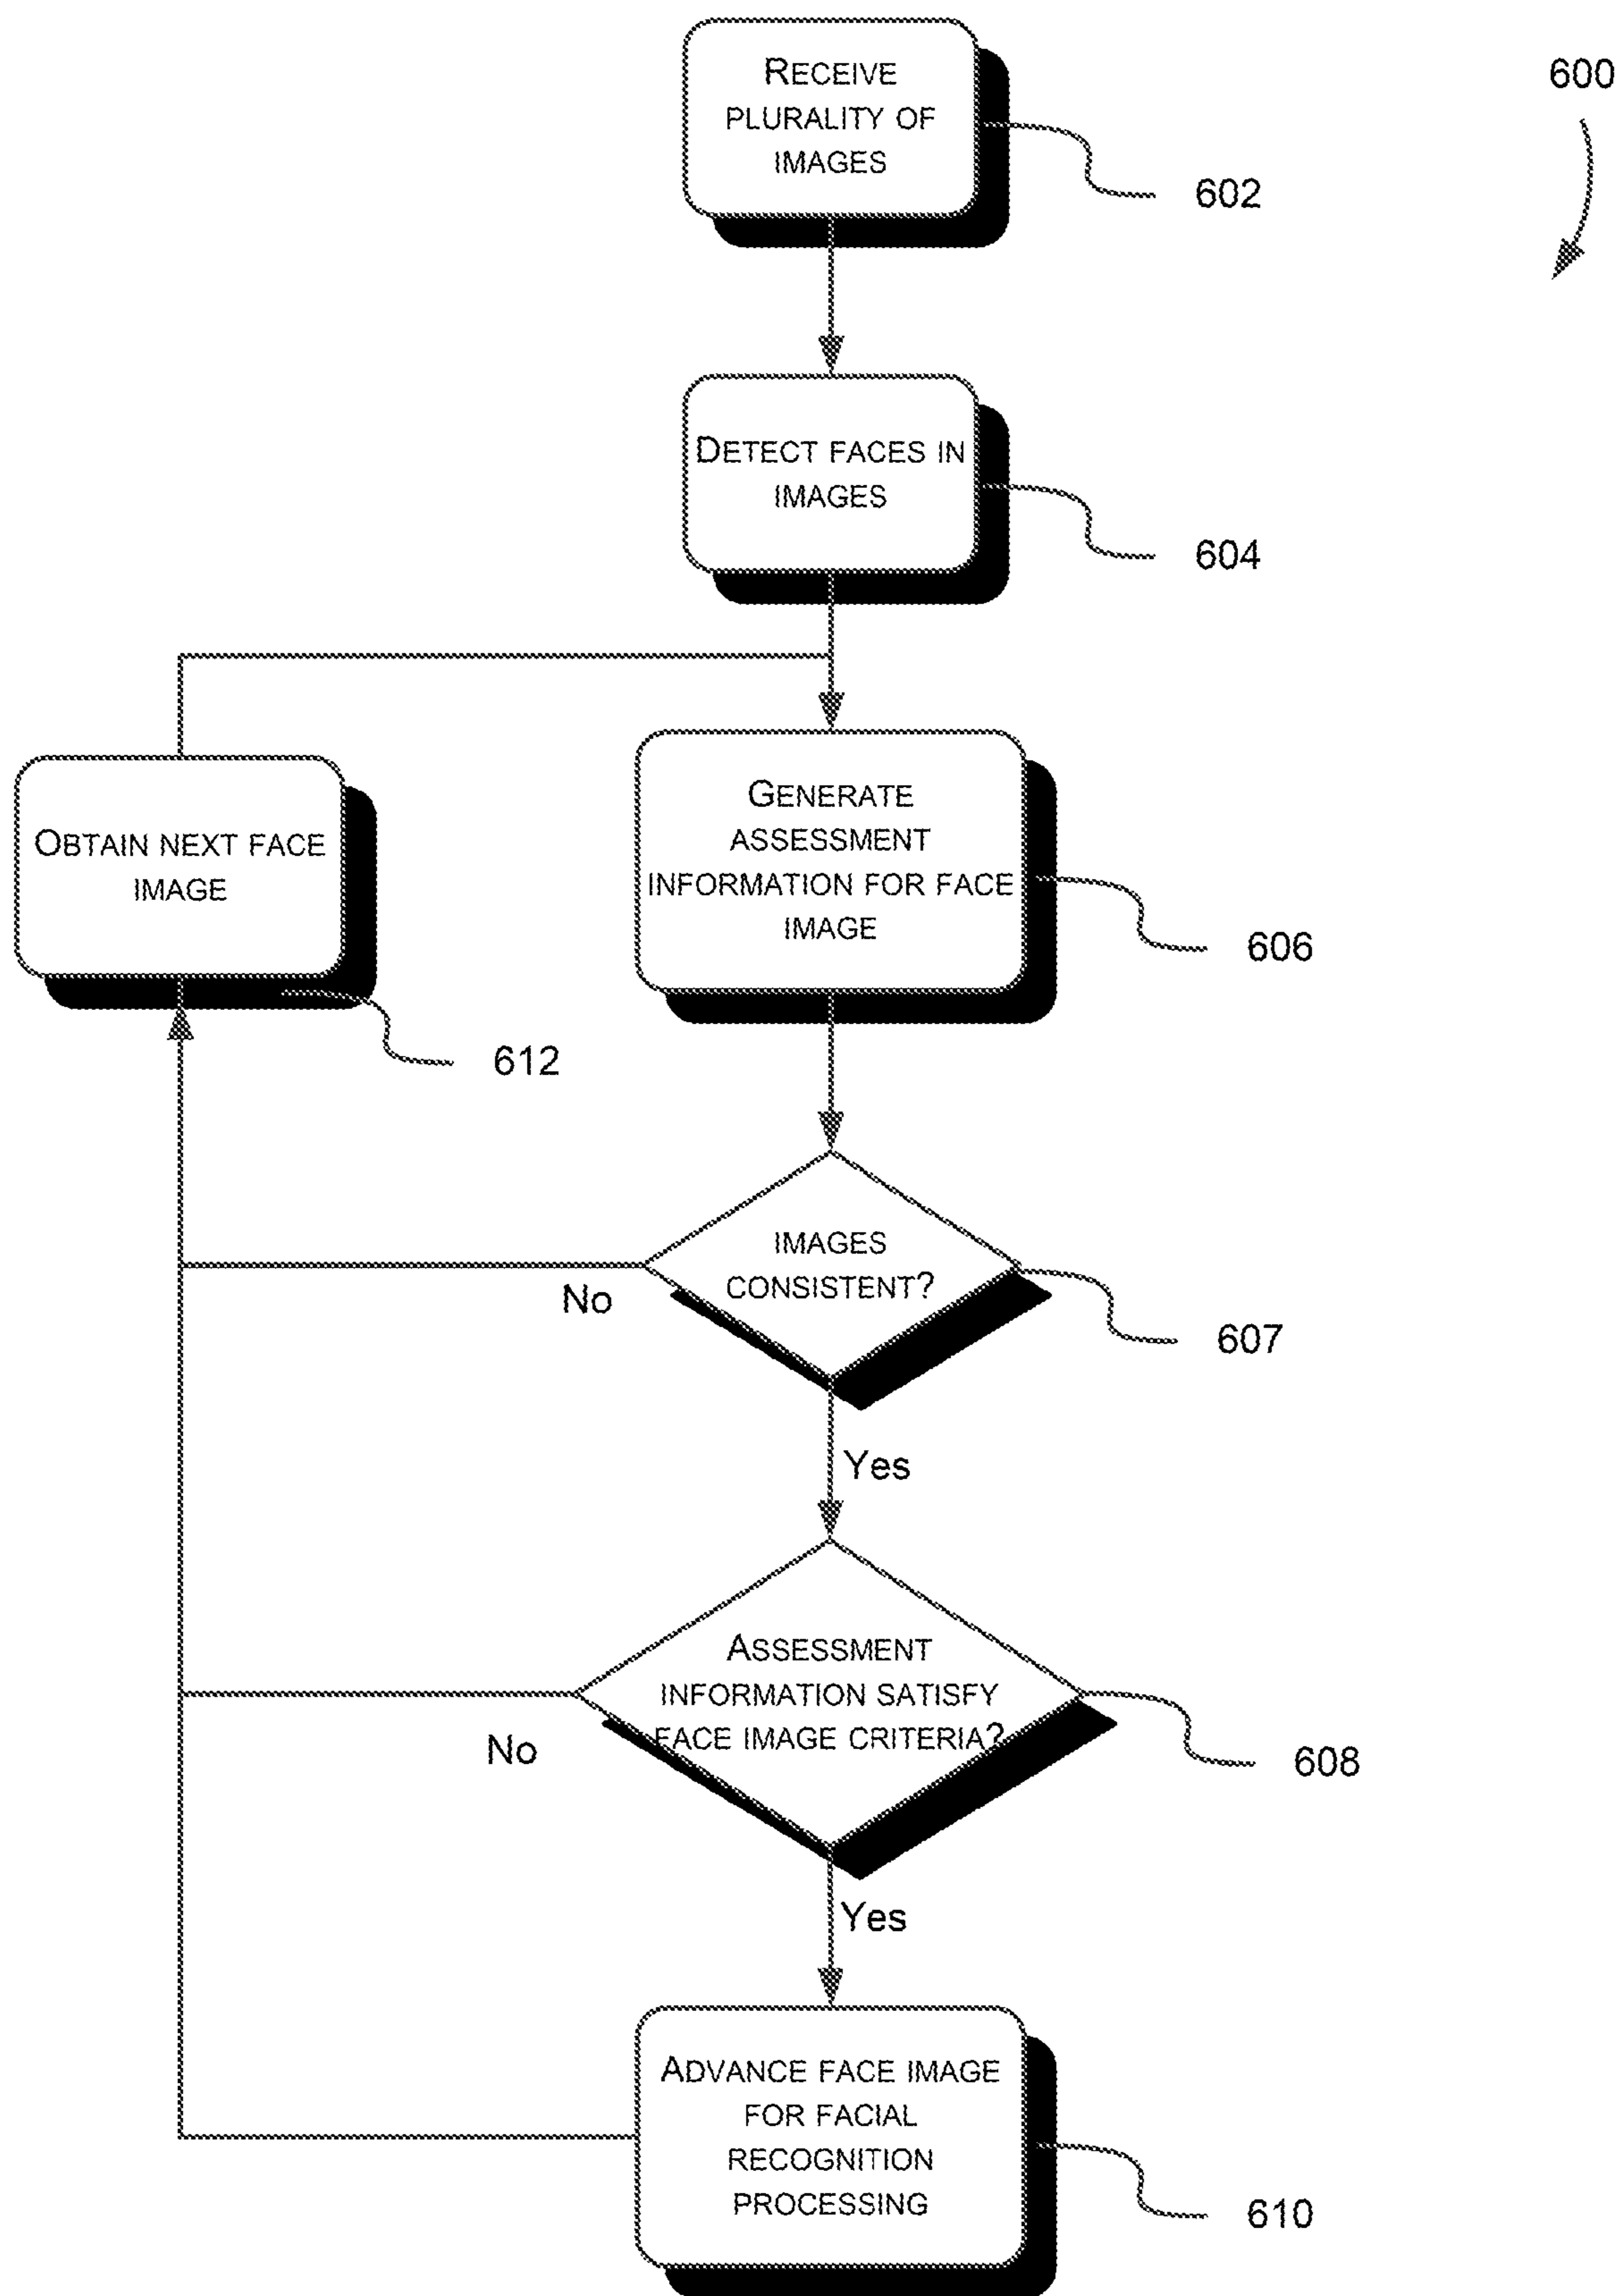 RECEIVE
PLURALITY OF
IMAGES
600
602
DETECT FACES IN
IMAGES
604
GENERATE
ASSESSMENT
INFORMATION FOR FACE
IMAGE
606
OBTAIN NEXT FACE
IMAGE
612
IMAGES
CONSISTENT?
No
607
Yes
ASSESSMENT
INFORMATION SATISFY
FACE IMAGE CRITERIA?
No
608
Yes
ADVANCE FACE IMAGE
FOR FACIAL
RECOGNITION
PROCESSING
610